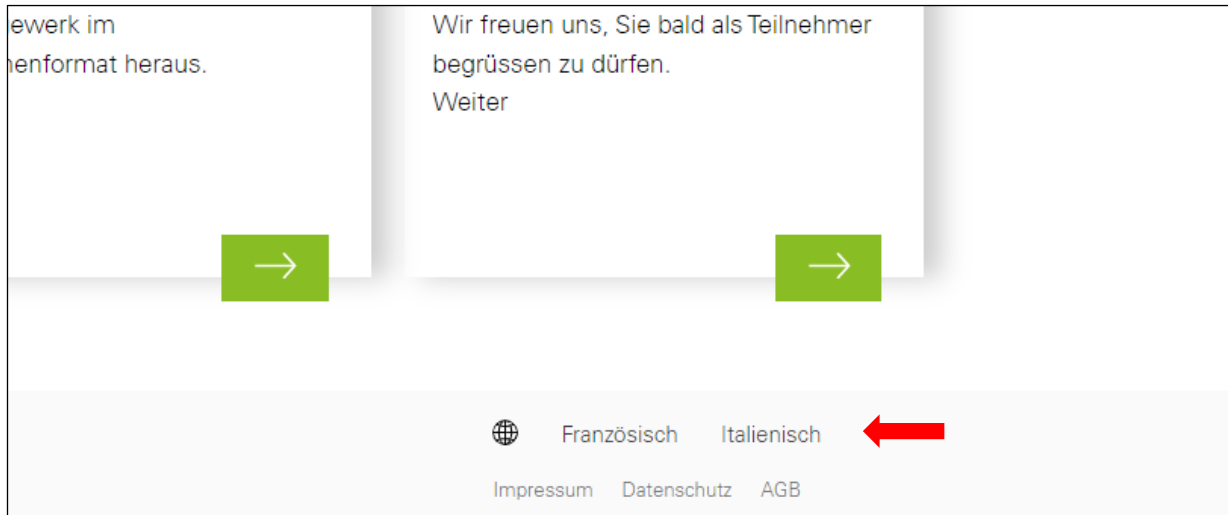 ewerk im
enformat heraus.
Wir freuen uns, Sie bald als Teilnehmer
begrüssen zu dürfen.
Weiter
Französisch Italienisch
Impressum Datenschutz AGB